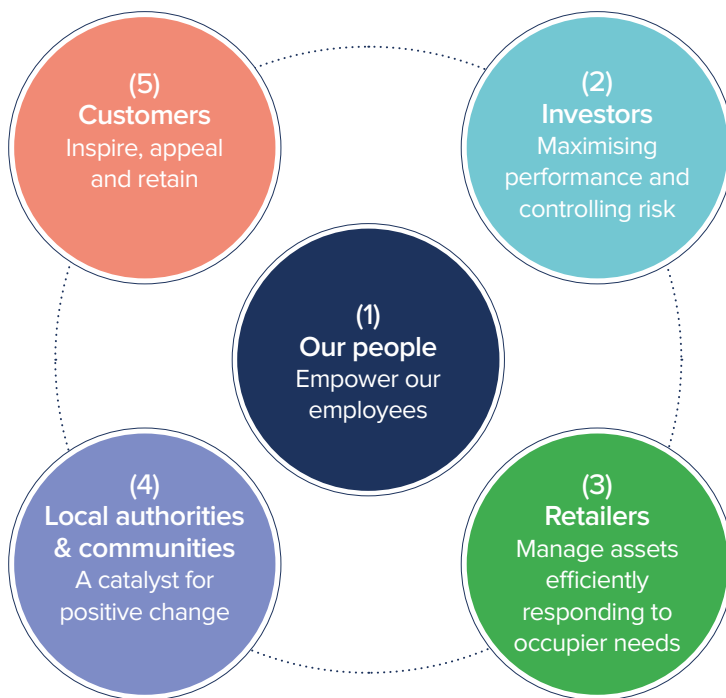 (5)
Customers
Inspire, appeal
and retain
(2)
Investors
Maximising
performance and
controlling risk
(1)
Our people
Empower our
employees
(4)
Local authorities
& communities
A catalyst for
positive change
(3)
Retailers
Manage assets
efficiently
responding to
occupier needs